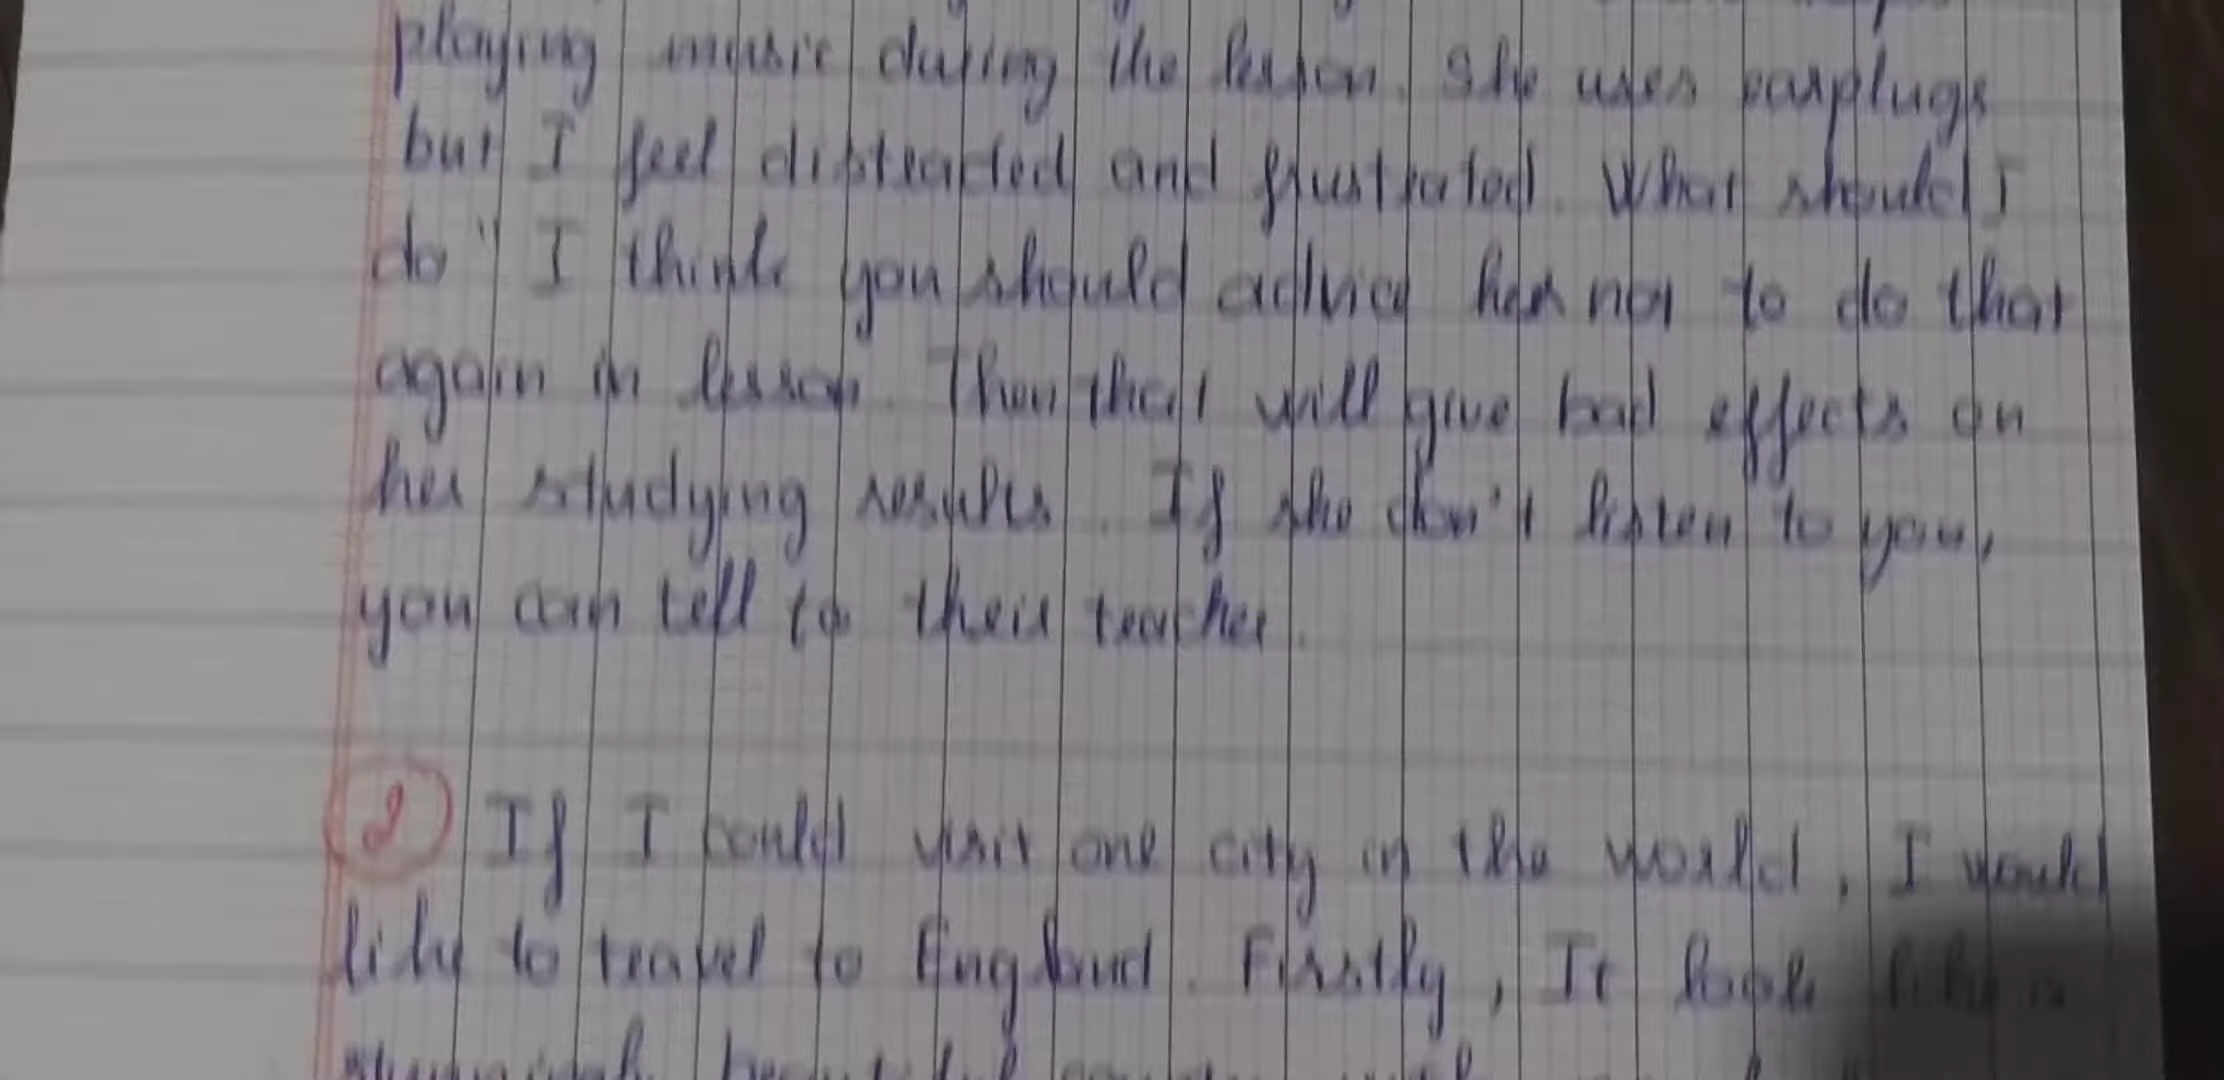 playing music during the lesson. She uses earplugs
but I feel distracted and frustrated. What should I
do" I think you should advice her not to do that
again in lesson. Then that will give bad effects on
her studying results. If she don't listen to you,
you can tell to their teacher.
2 If I could visit one city in the world, I would
like to travel to England. Firstly, It look like a